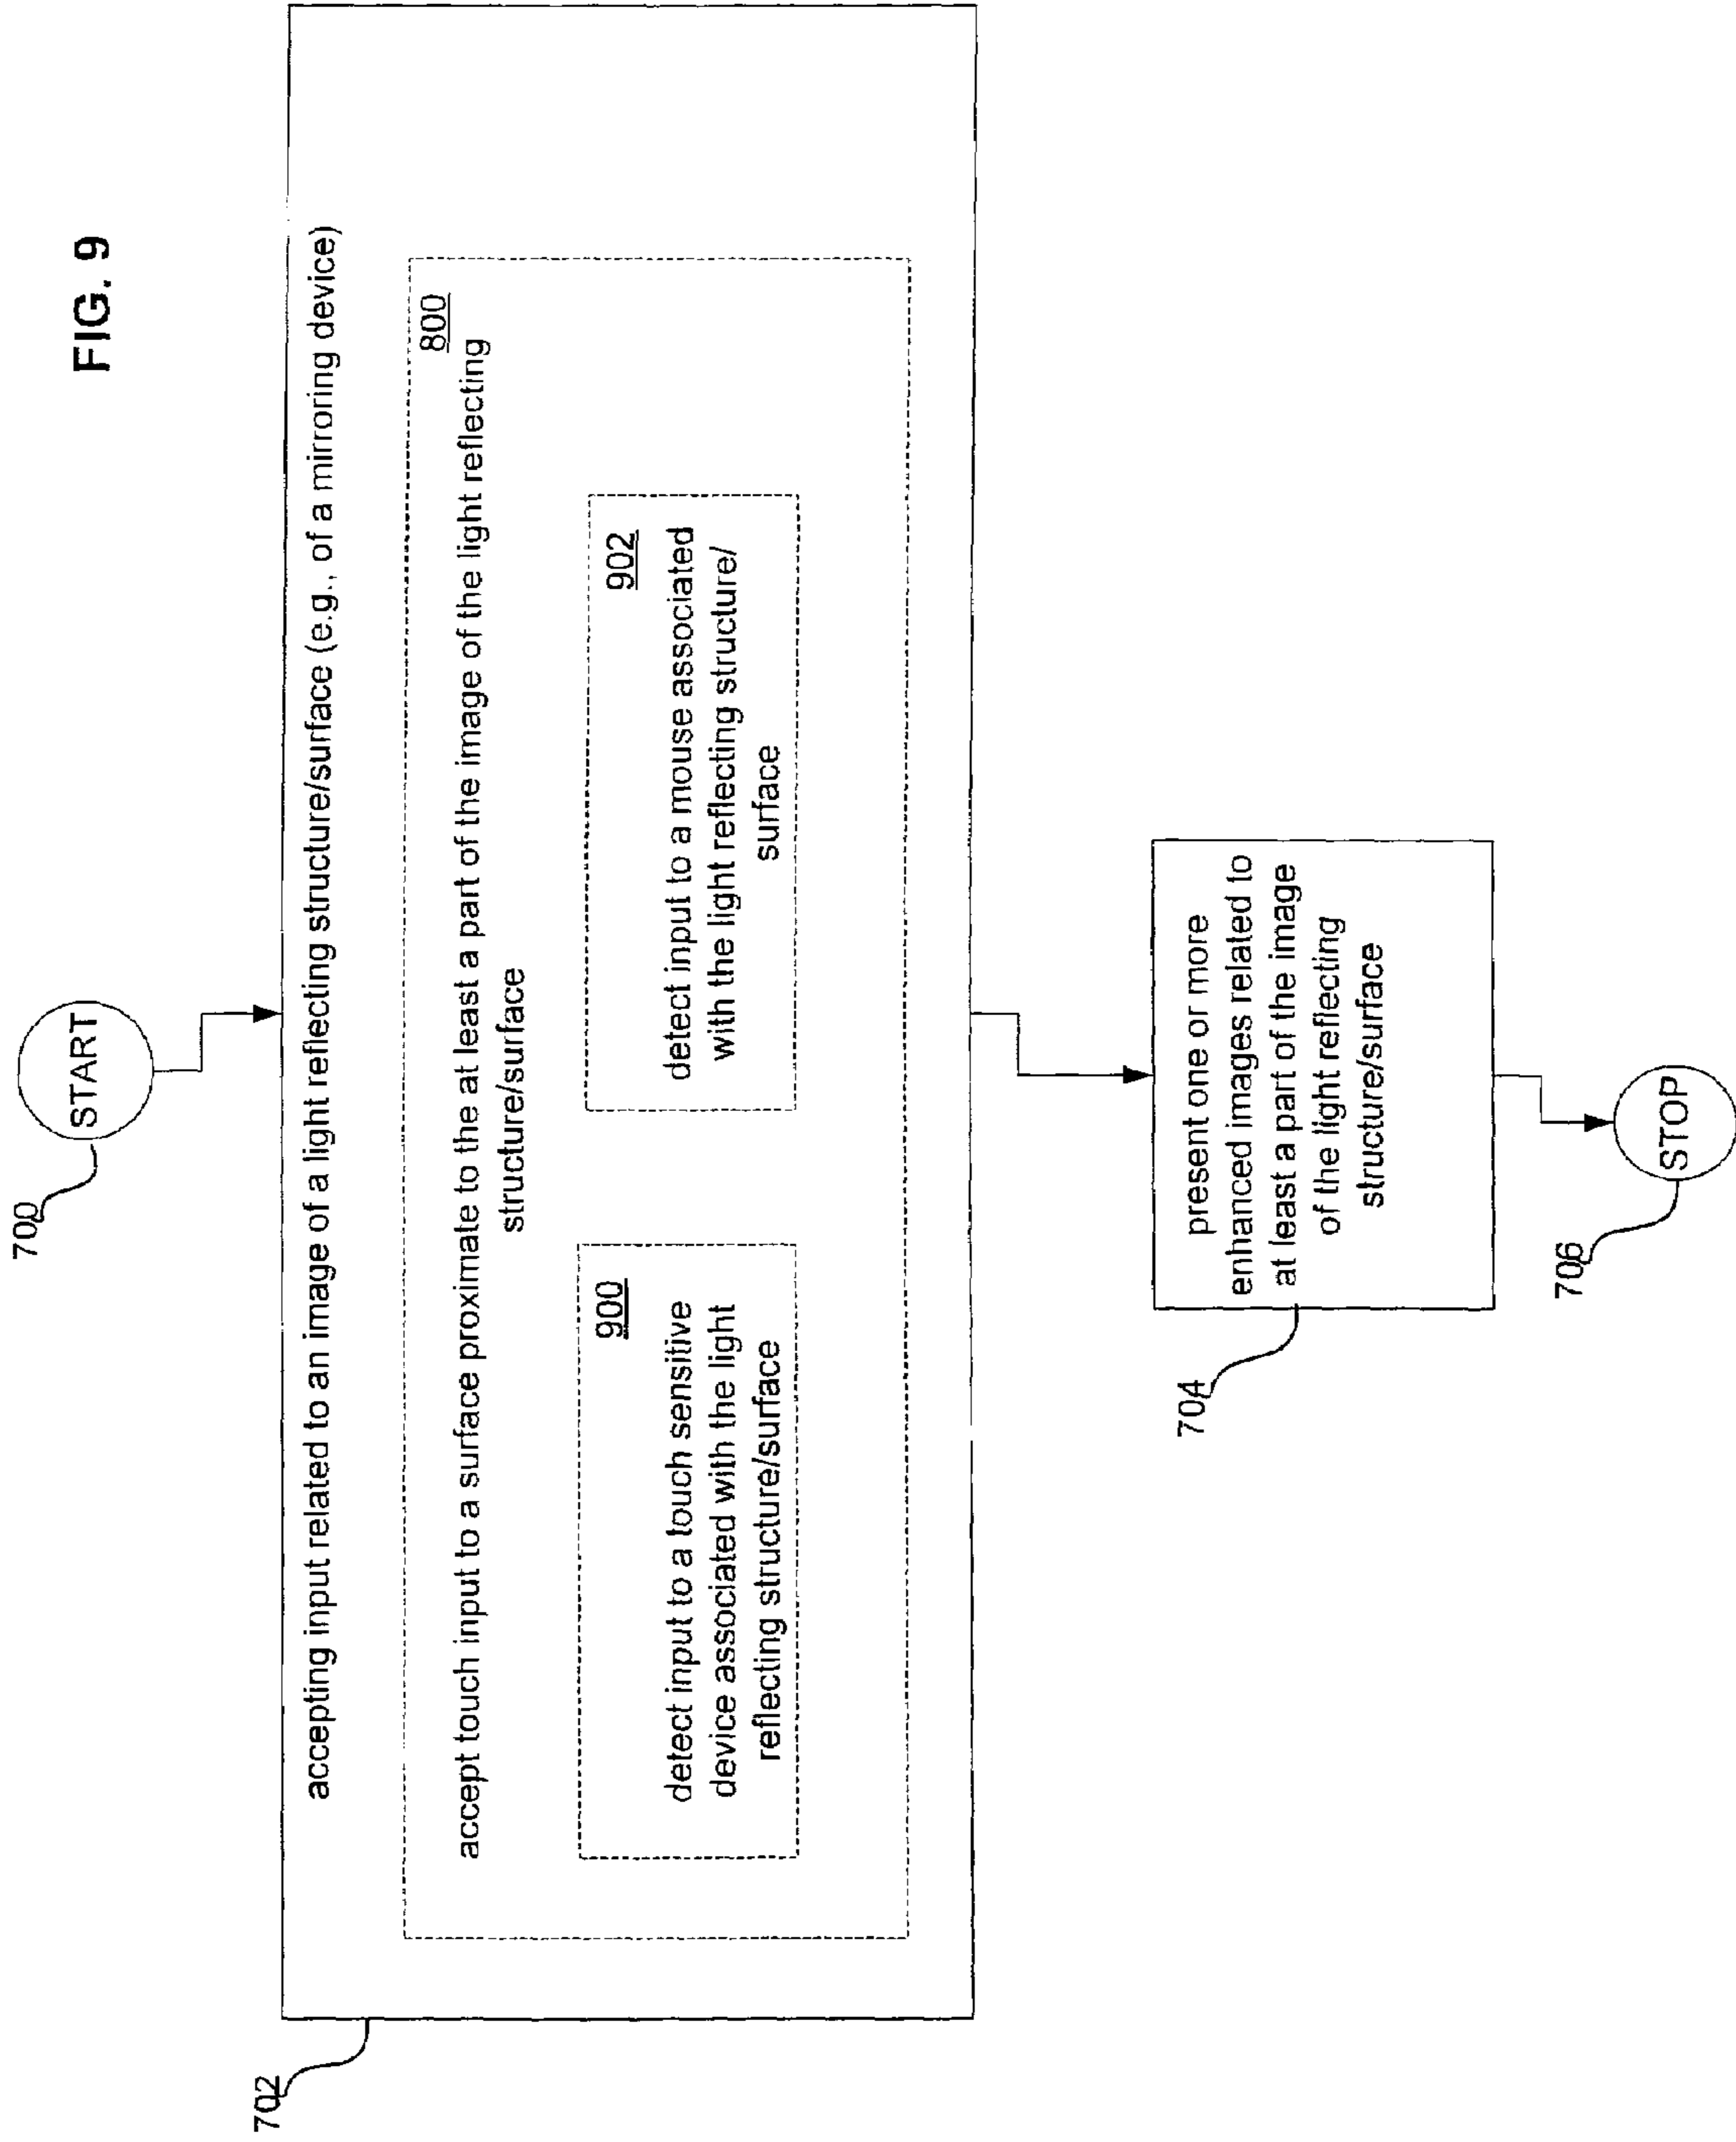 FIG. 9
700
START
702
accepting input related to an image of a light reflecting structure/surface (e.g., of a mirroring device)
800
accept touch input to a surface proximate to the at least a part of the image of the light reflecting
structure/surface
900
detect input to a touch sensitive
device associated with the light
reflecting structure/surface
902
detect input to a mouse associated
with the light reflecting structure/
surface
704
present one or more
enhanced images related to
at least a part of the image
of the light reflecting
structure/surface
706
STOP